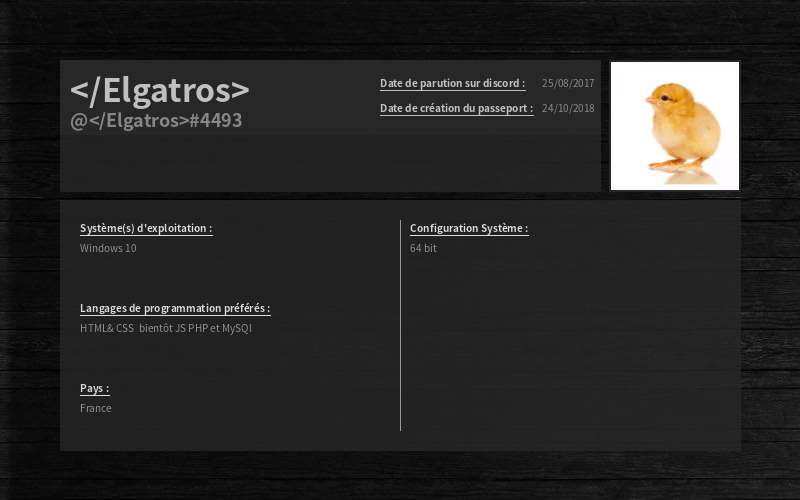 </Elgatros>
@</Elgatros>#4493
Date de parution sur discord : 25/08/2017
Date de création du passeport : 24/10/2018
Système(s) d'exploitation :
Windows 10
Langages de programmation préférés :
HTML& CSS  bientôt JS PHP et MySQl
Pays :
France
Configuration Système :
64 bit